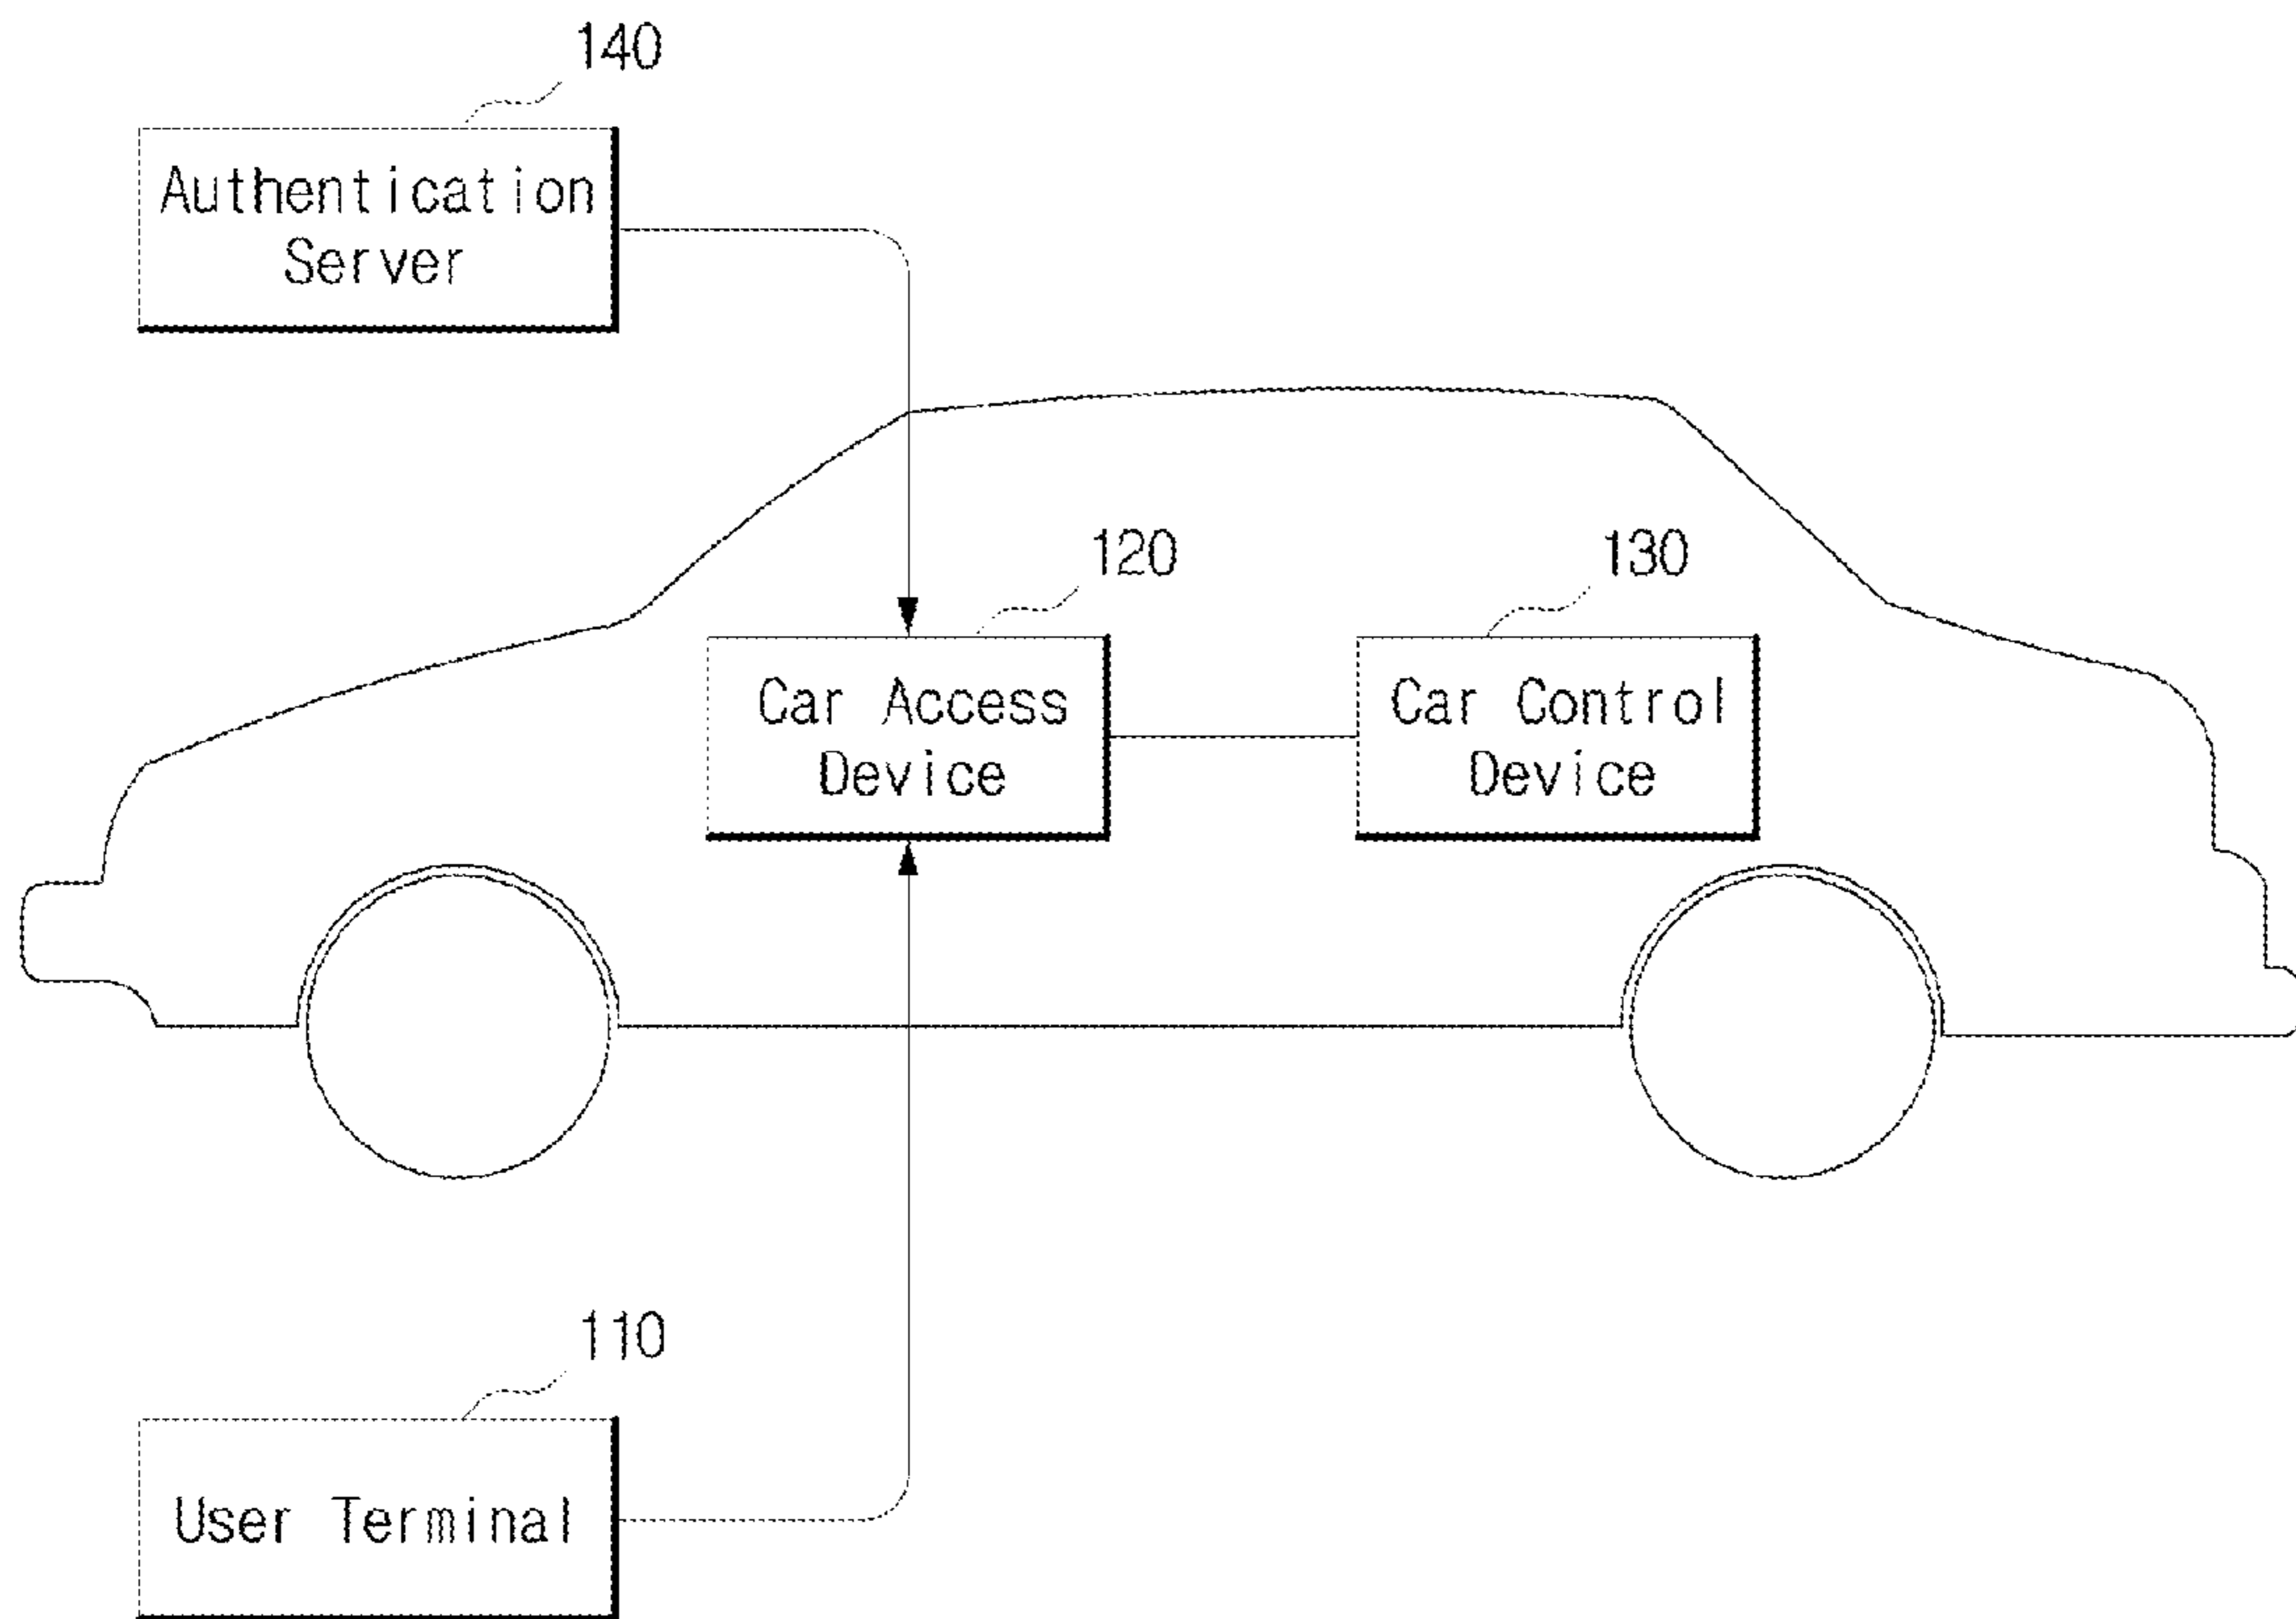 140
Authentication
Server
120
130
Car Access
Device
Car Control
Device
110
User Terminal